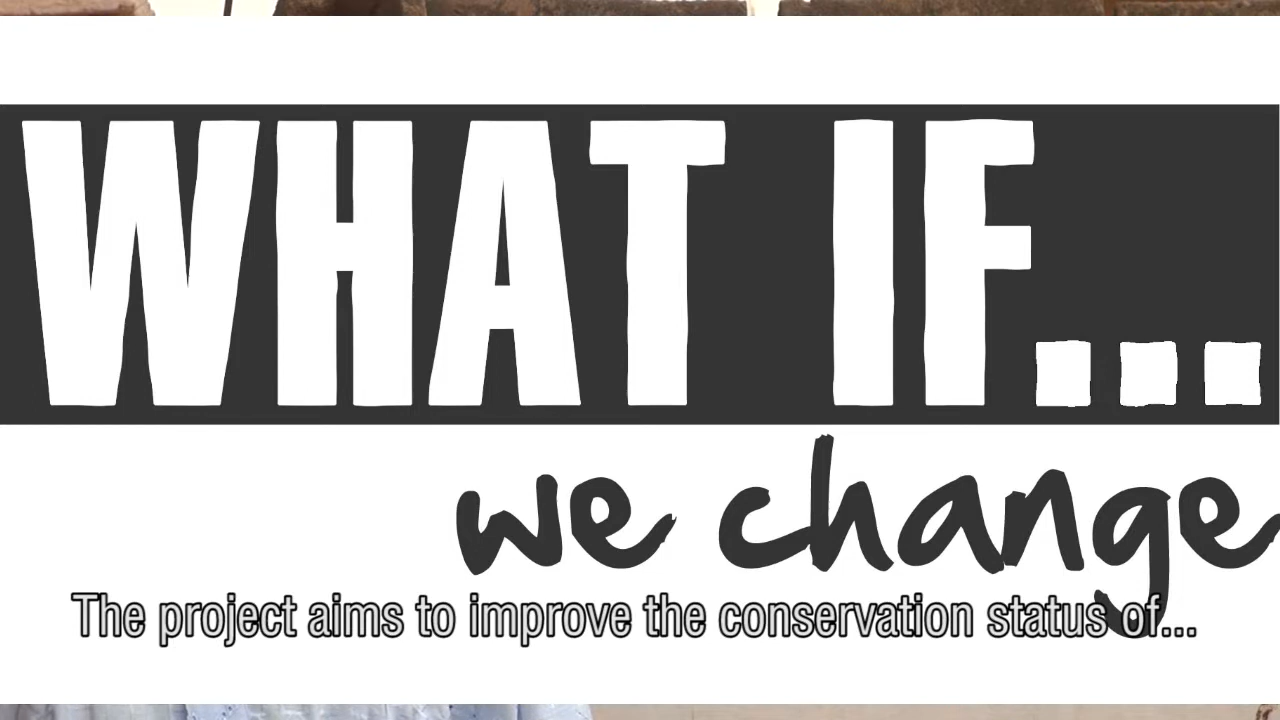 WHAT IF...
we change
The project aims to improve the conservation status of...